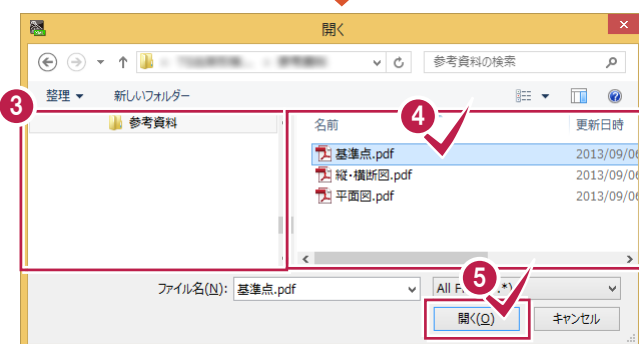 開く
参考資料の検索
整理 ▼ 新しいフォルダー
3
参考資料
4
名前 更新日時
基準点.pdf 2013/09/06
縦・横断図.pdf 2013/09/06
平面図.pdf 2013/09/06
5
ファイル名(N): 基準点.pdf
All
開く(O) キャンセル